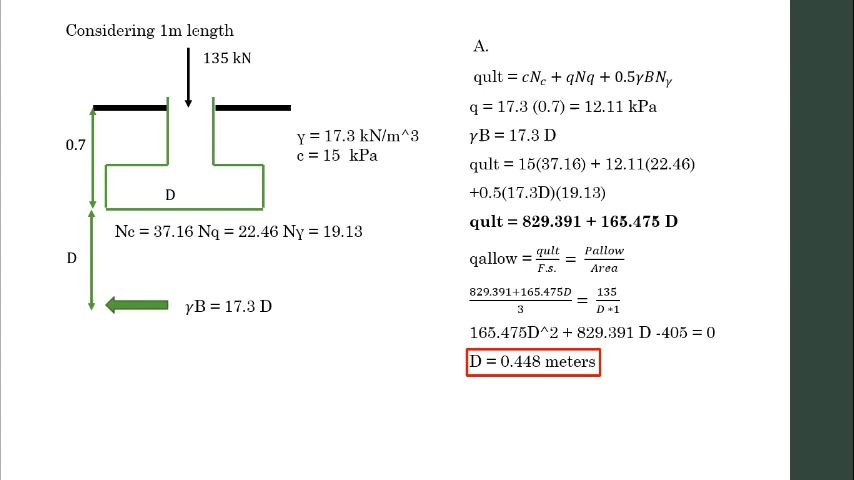 Considering 1m length
135 kN
0.7
γ = 17.3 kN/m^3
c = 15 kPa
D
Nc = 37.16 Nq = 22.46 Nγ = 19.13
D
γB = 17.3 D
A.
qult = cN_c + qNq + 0.5γBN_γ
q = 17.3 (0.7) = 12.11 kPa
γB = 17.3 D
qult = 15(37.16) + 12.11(22.46)
+0.5(17.3D)(19.13)
qult = 829.391 + 165.475 D
qallow = qult/F.s. = Pallow/Area
829.391+165.475D/3 = 135/D*1
165.475D^2 + 829.391 D -405 = 0
D = 0.448 meters